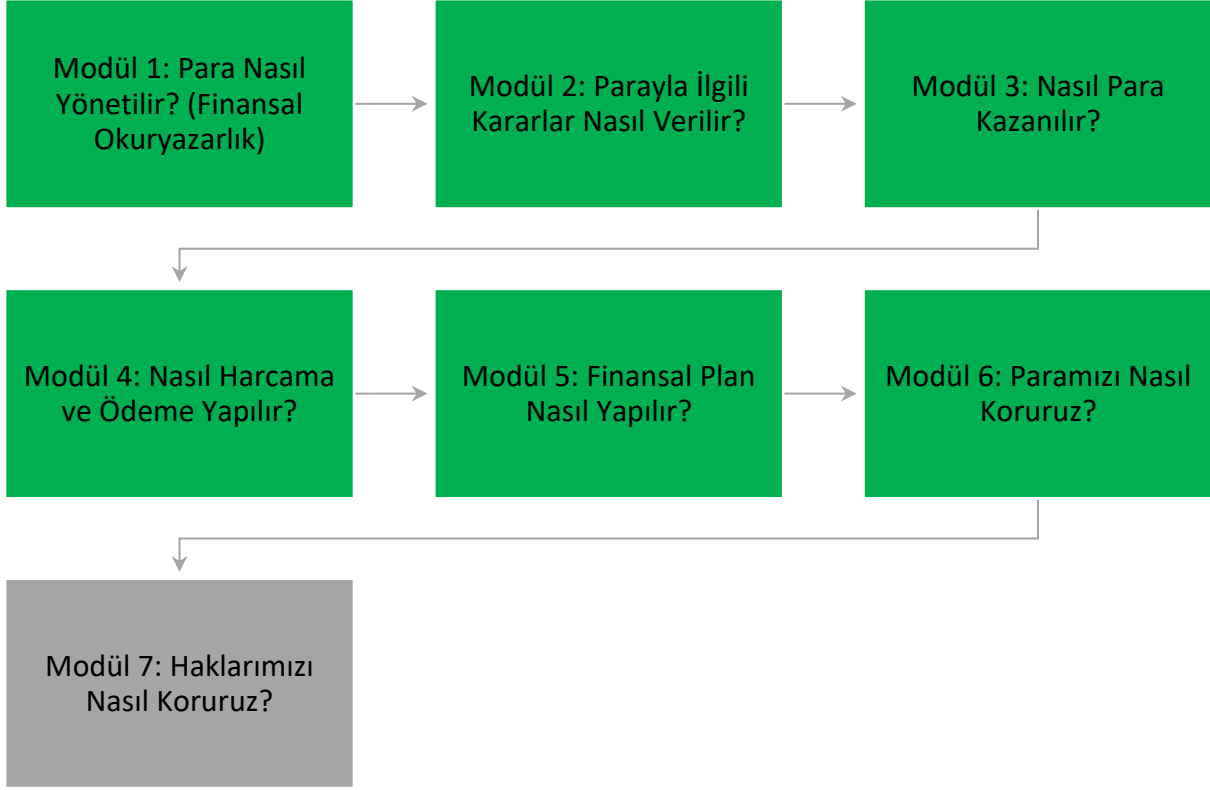 Modül 1: Para Nasıl
Yönetilir? (Finansal
Okuryazarlık)
Modül 2: Parayla İlgili
Kararlar Nasıl Verilir?
Modül 3: Nasıl Para
Kazanılır?
Modül 4: Nasıl Harcama
ve Ödeme Yapılır?
Modül 5: Finansal Plan
Nasıl Yapılır?
Modül 6: Paramızı Nasıl
Koruruz?
Modül 7: Haklarımızı
Nasıl Koruruz?